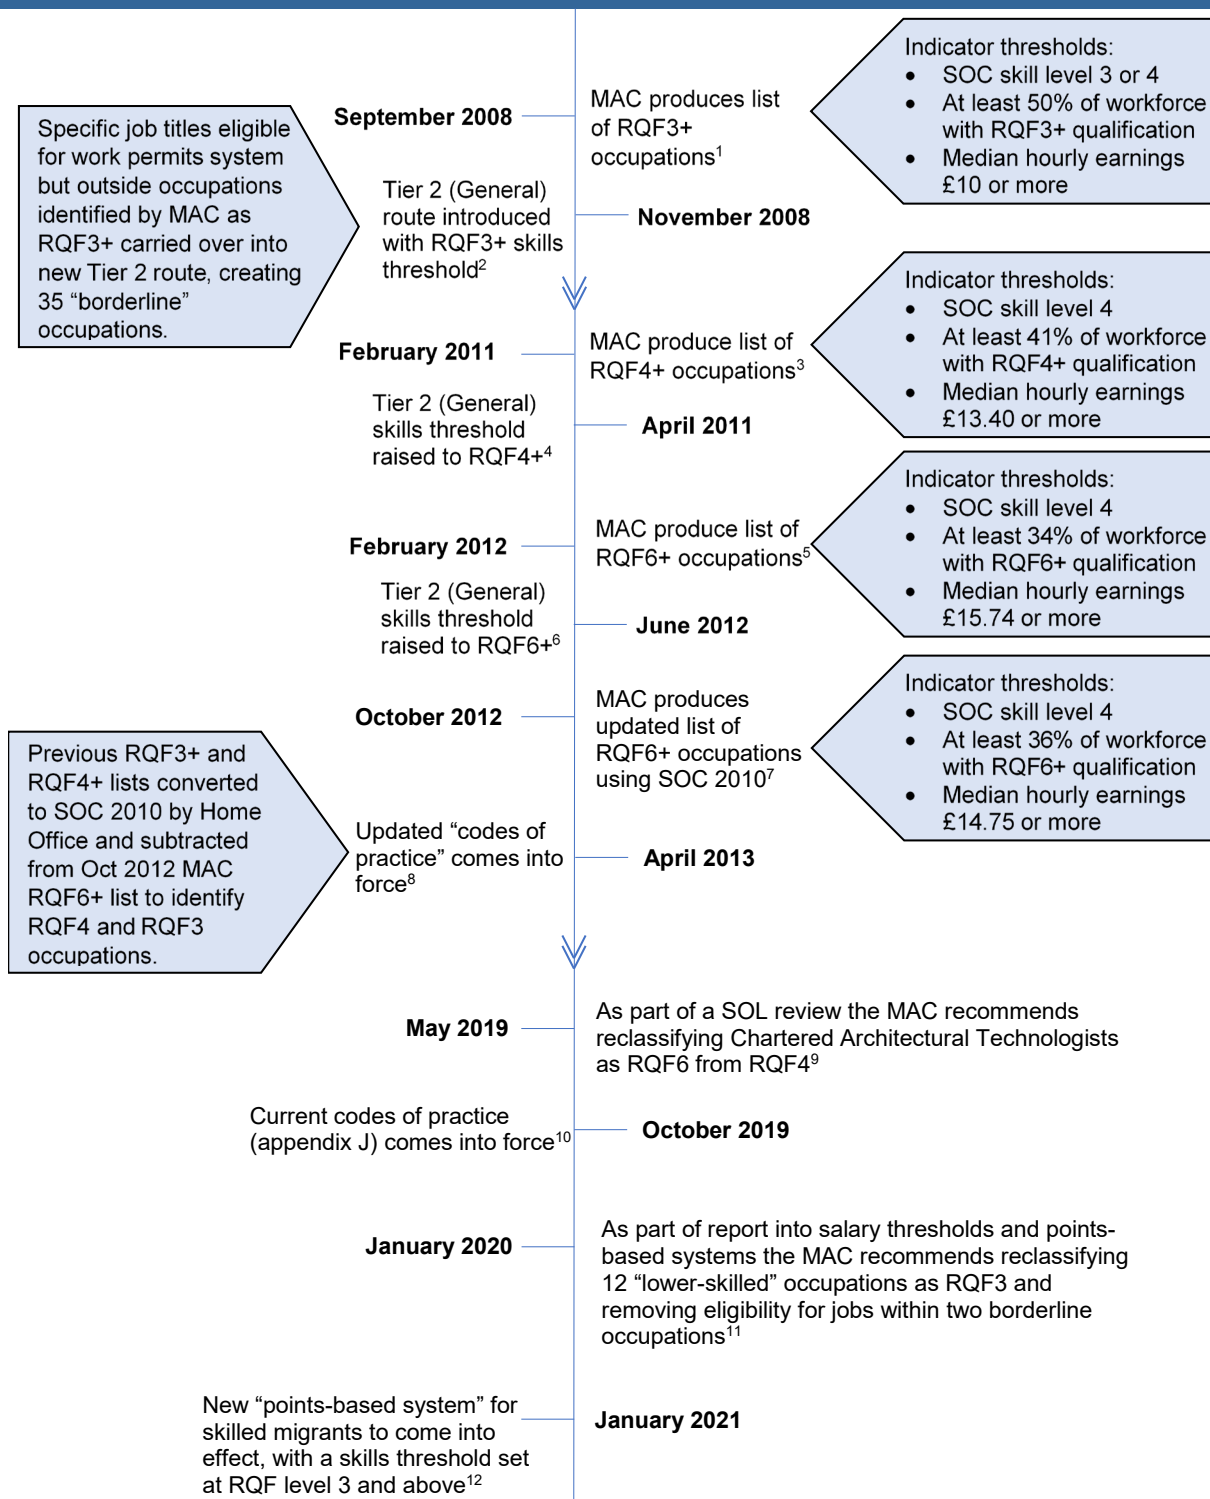 Indicator thresholds:
• SOC skill level 3 or 4
• At least 50% of workforce
with RQF3+ qualification
• Median hourly earnings
£10 or more
September 2008
MAC produces list
of RQF3+
occupations1
Specific job titles eligible
for work permits system
but outside occupations
identified by MAC as
RQF3+ carried over into
new Tier 2 route, creating
35 “borderline”
occupations.
Tier 2 (General)
route introduced
with RQF3+ skills
threshold2
November 2008
Indicator thresholds:
• SOC skill level 4
• At least 41% of workforce
with RQF4+ qualification
• Median hourly earnings
£13.40 or more
February 2011
MAC produce list of
RQF4+ occupations3
Tier 2 (General)
skills threshold
raised to RQF4+4
April 2011
Indicator thresholds:
• SOC skill level 4
• At least 34% of workforce
with RQF6+ qualification
• Median hourly earnings
£15.74 or more
February 2012
MAC produce list of
RQF6+ occupations5
Tier 2 (General)
skills threshold
raised to RQF6+6
June 2012
Indicator thresholds:
• SOC skill level 4
• At least 36% of workforce
with RQF6+ qualification
• Median hourly earnings
£14.75 or more
October 2012
MAC produces
updated list of
RQF6+ occupations
using SOC 20107
Previous RQF3+ and
RQF4+ lists converted
to SOC 2010 by Home
Office and subtracted
from Oct 2012 MAC
RQF6+ list to identify
RQF4 and RQF3
occupations.
Updated “codes of
practice” comes into
force8
April 2013
May 2019
As part of a SOL review the MAC recommends
reclassifying Chartered Architectural Technologists
as RQF6 from RQF49
Current codes of practice
(appendix J) comes into force10
October 2019
January 2020
As part of report into salary thresholds and points-
based systems the MAC recommends reclassifying
12 “lower-skilled” occupations as RQF3 and
removing eligibility for jobs within two borderline
occupations11
New “points-based system” for
skilled migrants to come into
effect, with a skills threshold set
at RQF level 3 and above12
January 2021